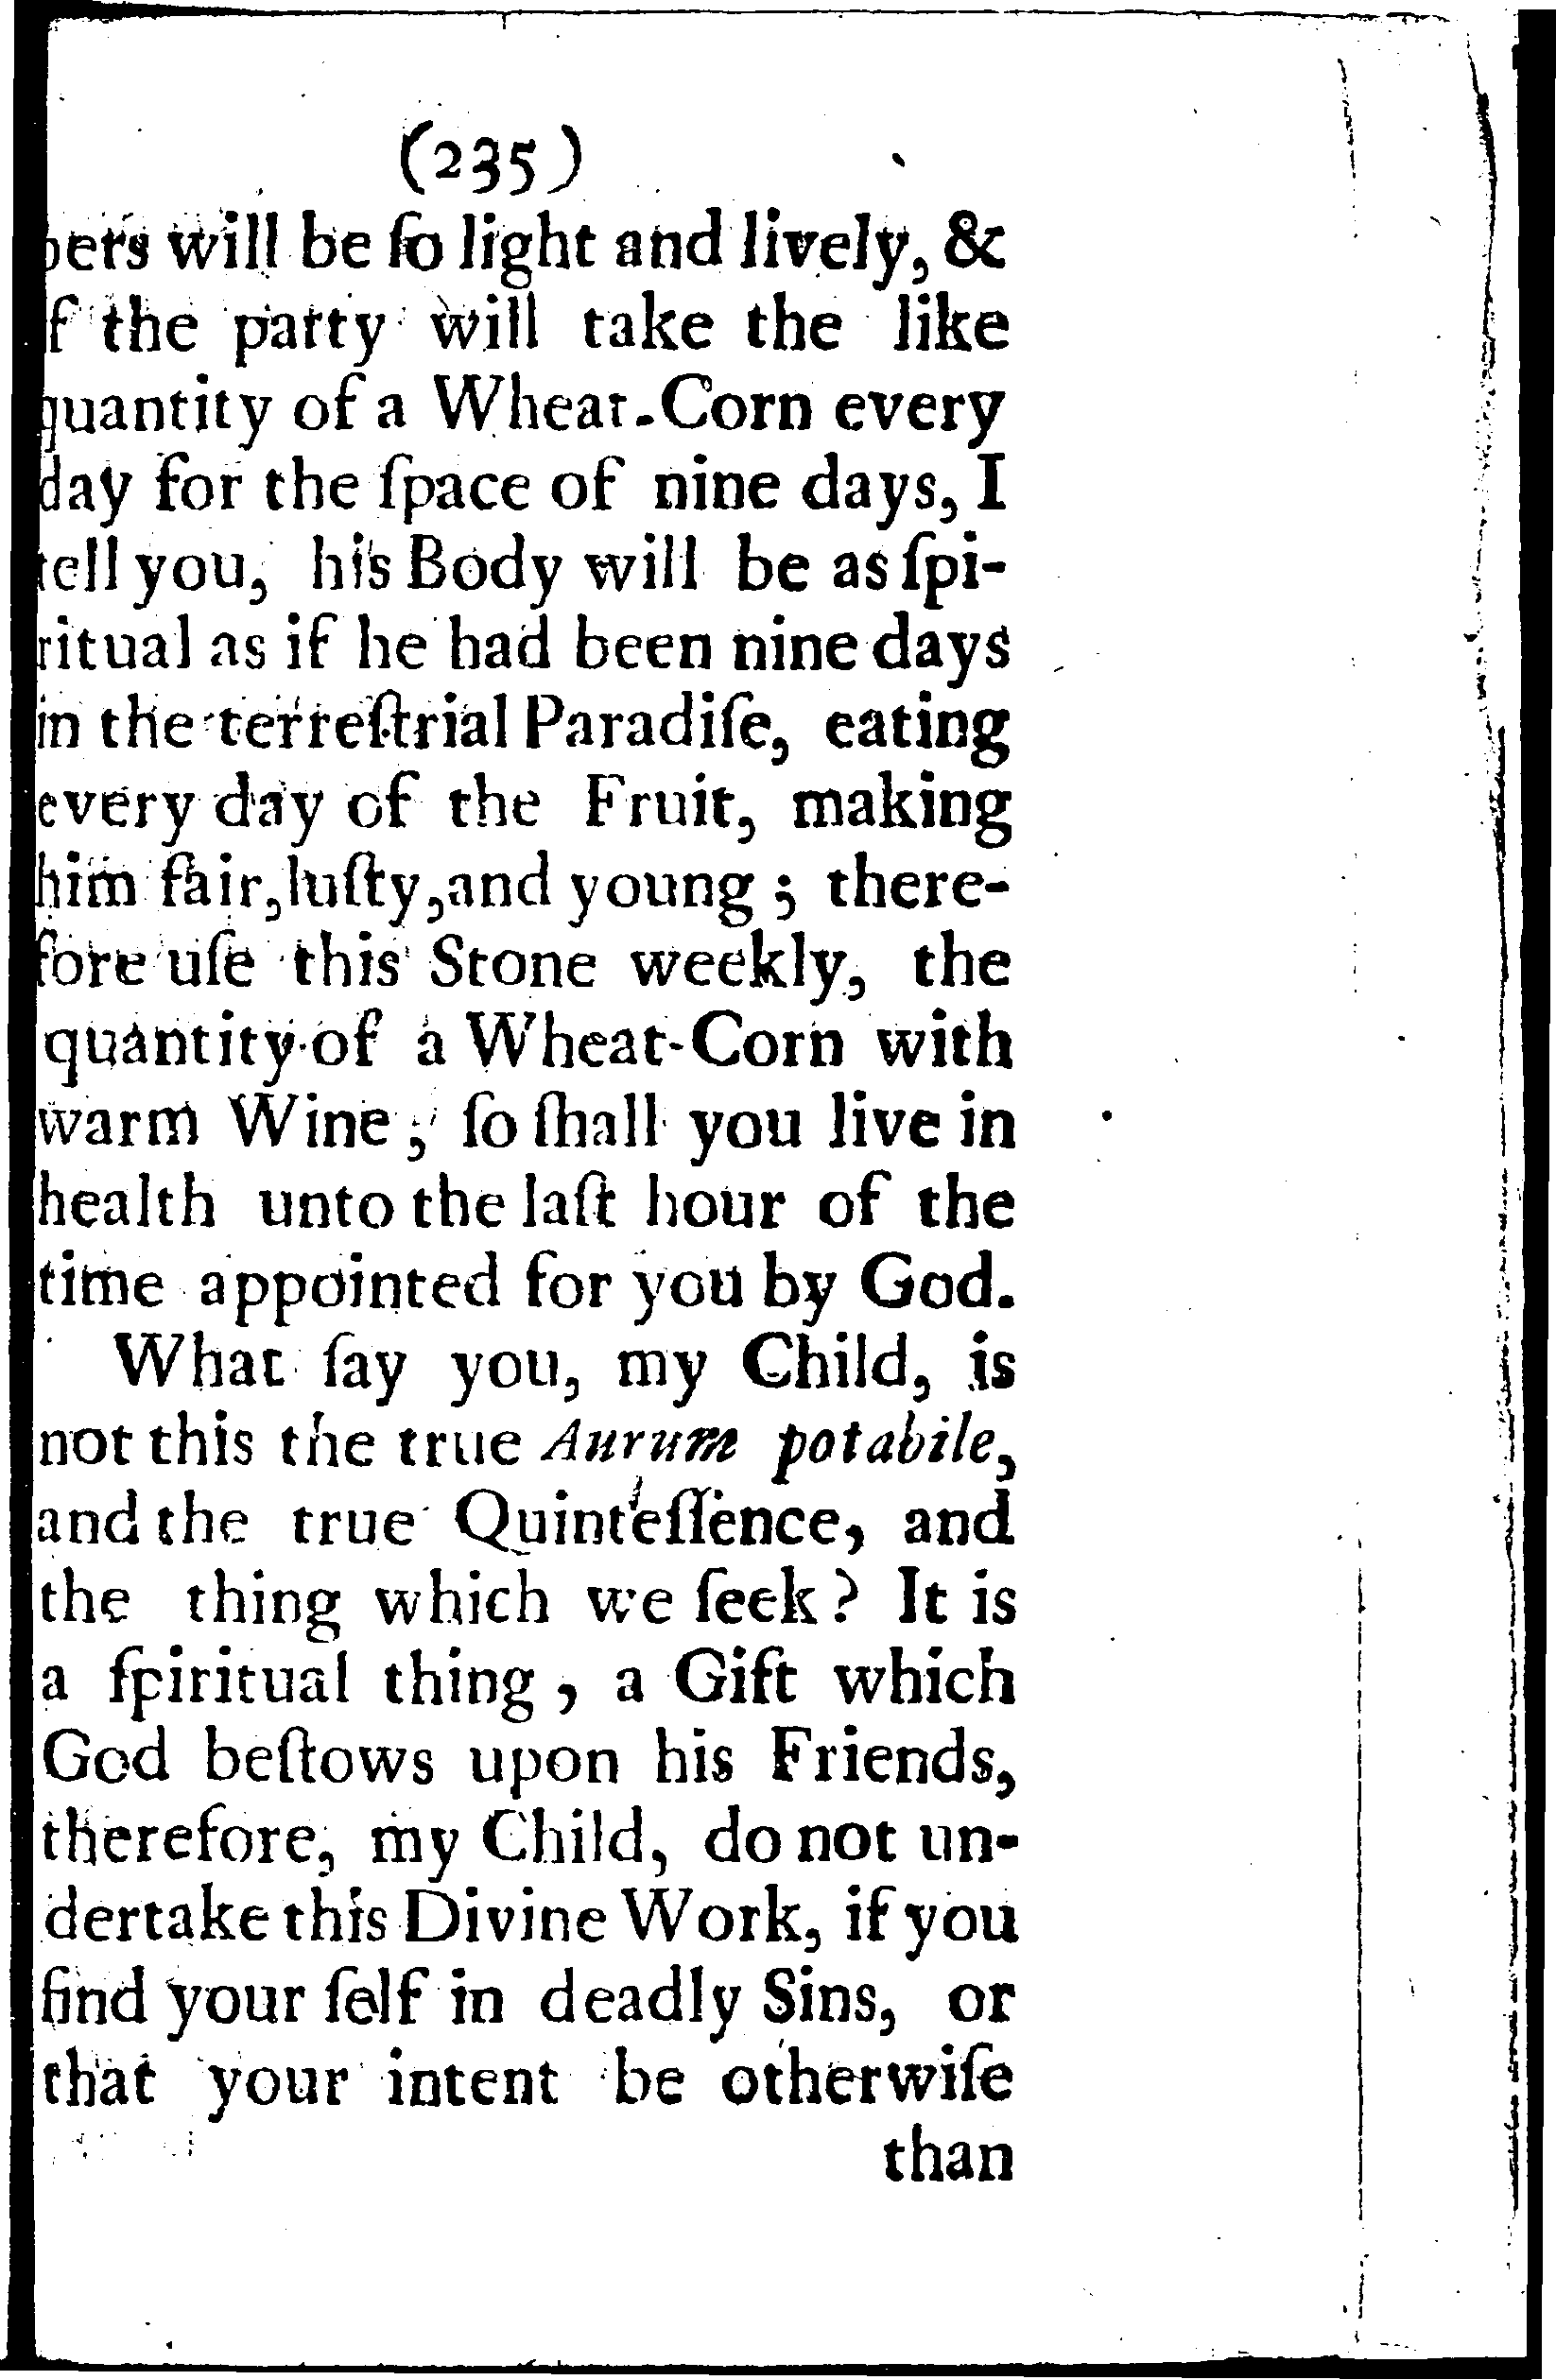 (235)
bers will be ſo light and lively, &
if the party will take the like
quantity of a Wheat-Corn every
day for the ſpace of nine days, I
tell you, his Body will be as ſpi-
ritual as if he had been nine days
in the terreſtrial Paradiſe, eating
every day of the Fruit, making
him fair, luſty, and young; there-
fore uſe this Stone weekly, the
quantity of a Wheat-Corn with
warm Wine, ſo ſhall you live in
health unto the laſt hour of the
time appointed for you by God.
What ſay you, my Child, is
not this the true Aurum potabile,
and the true Quinteſſence, and
the thing which we ſeek? It is
a ſpiritual thing, a Gift which
God beſtows upon his Friends,
therefore, my Child, do not un-
dertake this Divine Work, if you
find your ſelf in deadly Sins, or
that your intent be otherwiſe
than